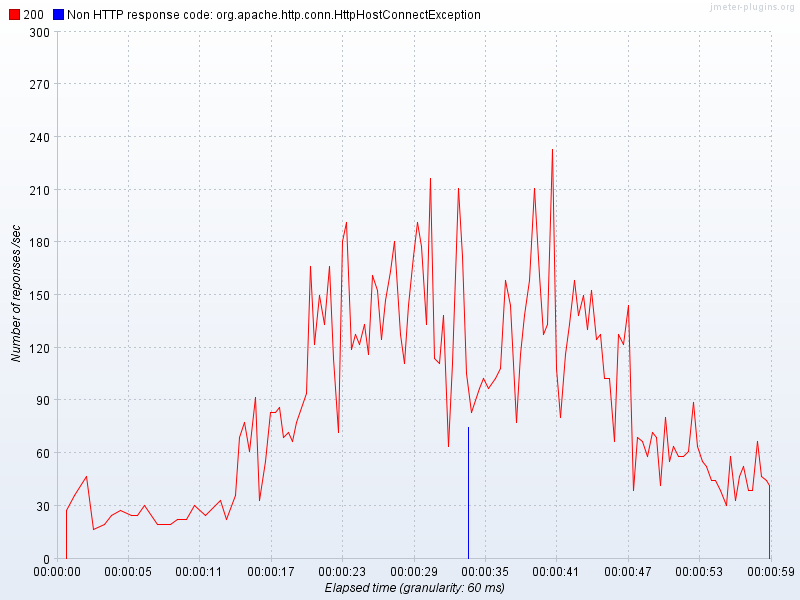 jmeter-plugins.org
200 Non HTTP response code: org.apache.http.conn.HttpHostConnectException
300
270
240
210
180
150
120
90
60
30
0
Number of reponses /sec
00:00:00 00:00:05 00:00:11 00:00:17 00:00:23 00:00:29 00:00:35 00:00:41 00:00:47 00:00:53 00:00:59
Elapsed time (granularity: 60 ms)